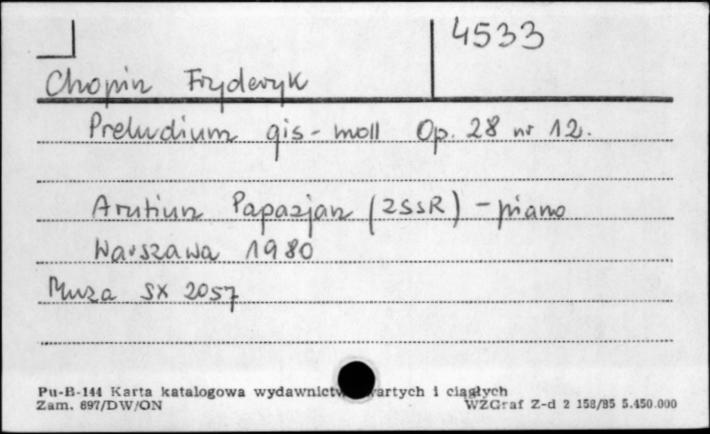 4533
Chopin Fryderyk
Preludium gis-moll Op. 28 nr 12.
Arutiun Papazjan (ZSSR) - piano
Warszawa 1980
Muza SX 2057
Pu-B-144 Karta katalogowa wydawnictw wartych i ciągłych
Zam. 697/DW/ON WZGraf Z-d 2 158/85 5.450.000